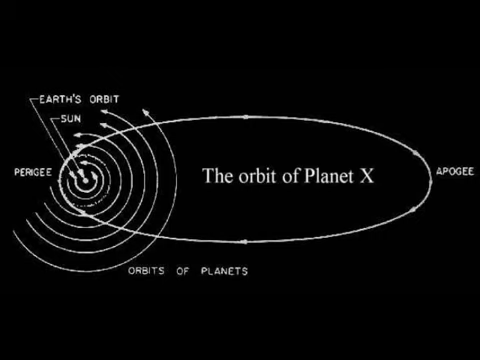 EARTH'S ORBIT
SUN
PERIGEE
The orbit of Planet X
APOGEE
ORBITS OF PLANETS